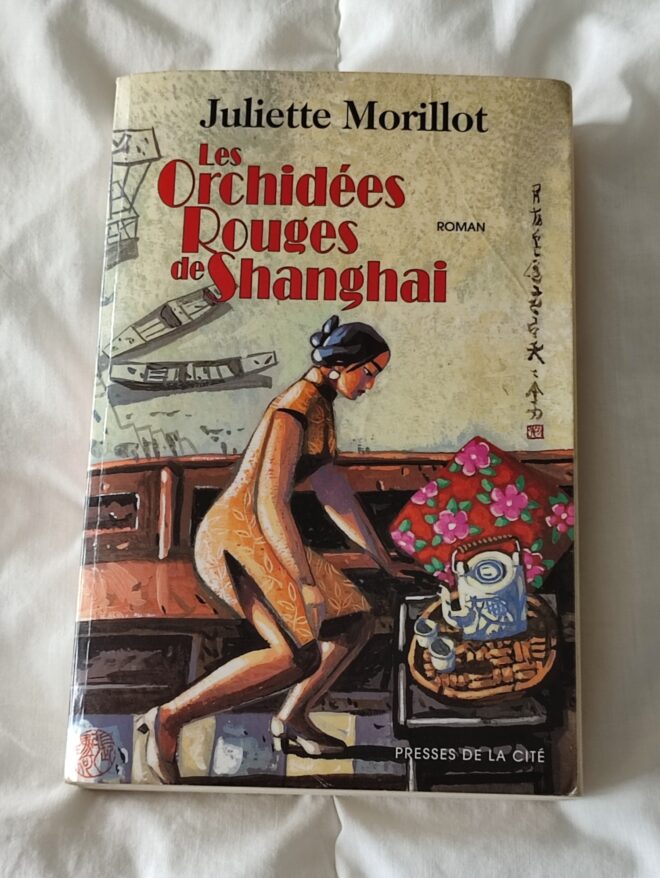 Juliette Morillot
Les
Orchidées
Rouges
de Shanghai
ROMAN
PRESSES DE LA CITÉ